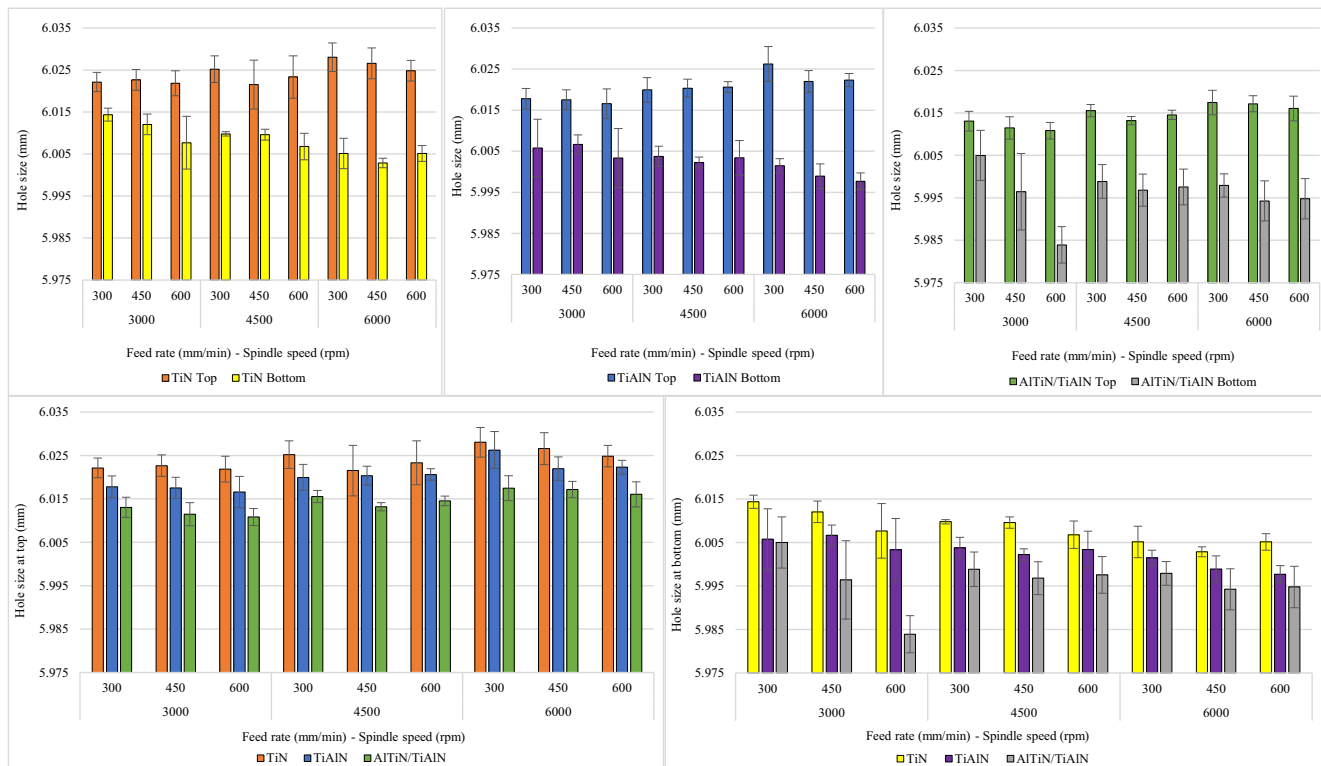 6.035
6.025
6.015
6.005
5.995
5.985
5.975
Hole size (mm)
300 450 600 300 450 600 300 450 600
3000 4500 6000
Feed rate (mm/min) - Spindle speed (rpm)
TiN Top TiN Bottom
6.035
6.025
6.015
6.005
5.995
5.985
5.975
Hole size (mm)
300 450 600 300 450 600 300 450 600
3000 4500 6000
Feed rate (mm/min) - Spindle speed (rpm)
TiAlN Top TiAlN Bottom
6.035
6.025
6.015
6.005
5.995
5.985
5.975
Hole size (mm)
300 450 600 300 450 600 300 450 600
3000 4500 6000
Feed rate (mm/min) - Spindle speed (rpm)
AlTiN/TiAlN Top AlTiN/TiAlN Bottom
6.035
6.025
6.015
6.005
5.995
5.985
5.975
Hole size at top (mm)
300 450 600 300 450 600 300 450 600
3000 4500 6000
Feed rate (mm/min) - Spindle speed (rpm)
TiN TiAlN AlTiN/TiAlN
6.035
6.025
6.015
6.005
5.995
5.985
5.975
Hole size at bottom (mm)
300 450 600 300 450 600 300 450 600
3000 4500 6000
Feed rate (mm/min) - Spindle speed (rpm)
TiN TiAlN AlTiN/TiAlN